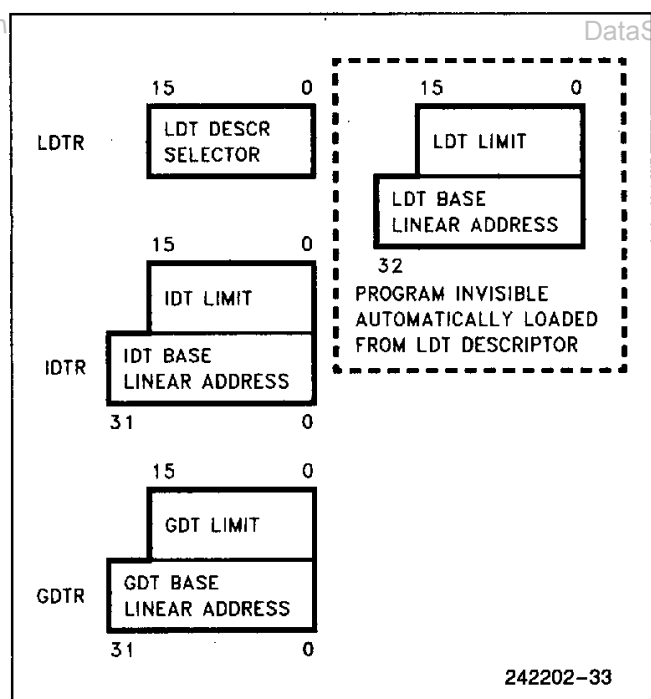 DataS
15 0
LDTR
LDT DESCR
SELECTOR
15 0
LDT LIMIT
LDT BASE
LINEAR ADDRESS
32
PROGRAM INVISIBLE
AUTOMATICALLY LOADED
FROM LDT DESCRIPTOR
15 0
IDT LIMIT
IDTR
IDT BASE
LINEAR ADDRESS
31 0
15 0
GDT LIMIT
GDTR
GDT BASE
LINEAR ADDRESS
31 0
242202-33